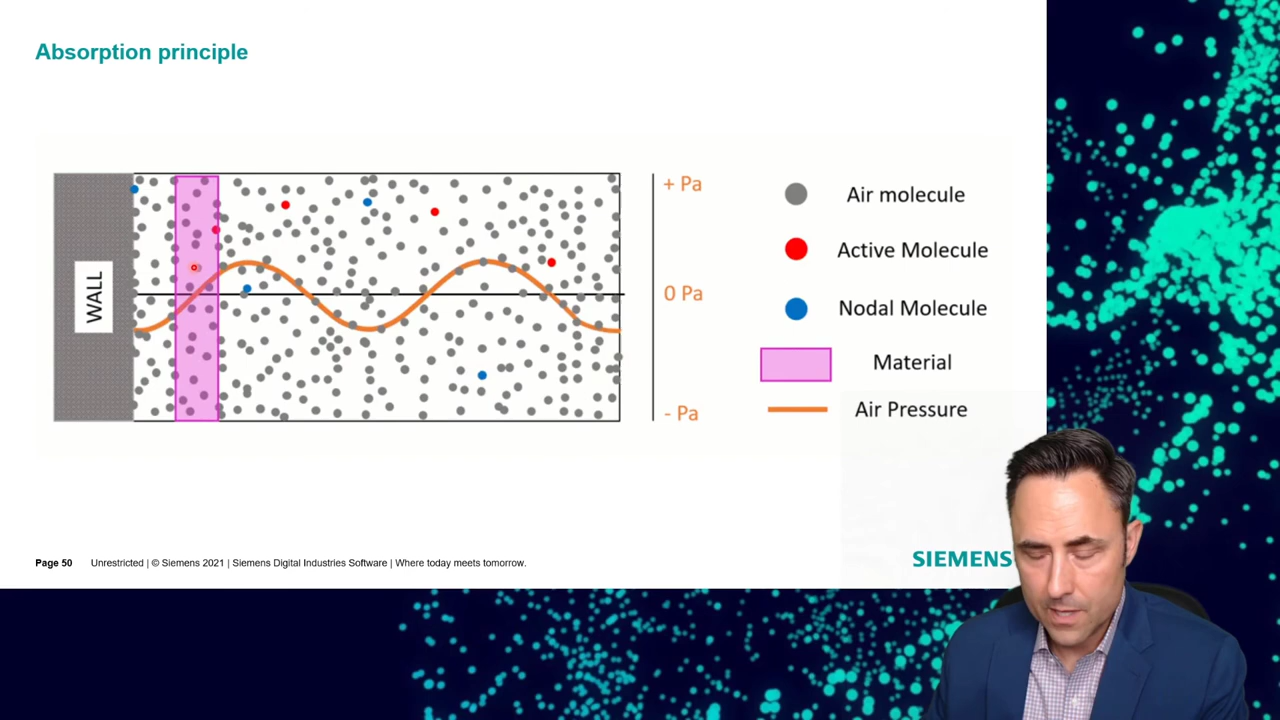 Absorption principle
WALL
+ Pa
0 Pa
- Pa
Air molecule
Active Molecule
Nodal Molecule
Material
Air Pressure
Page 50 Unrestricted | © Siemens 2021 | Siemens Digital Industries Software | Where today meets tomorrow.
SIEMENS